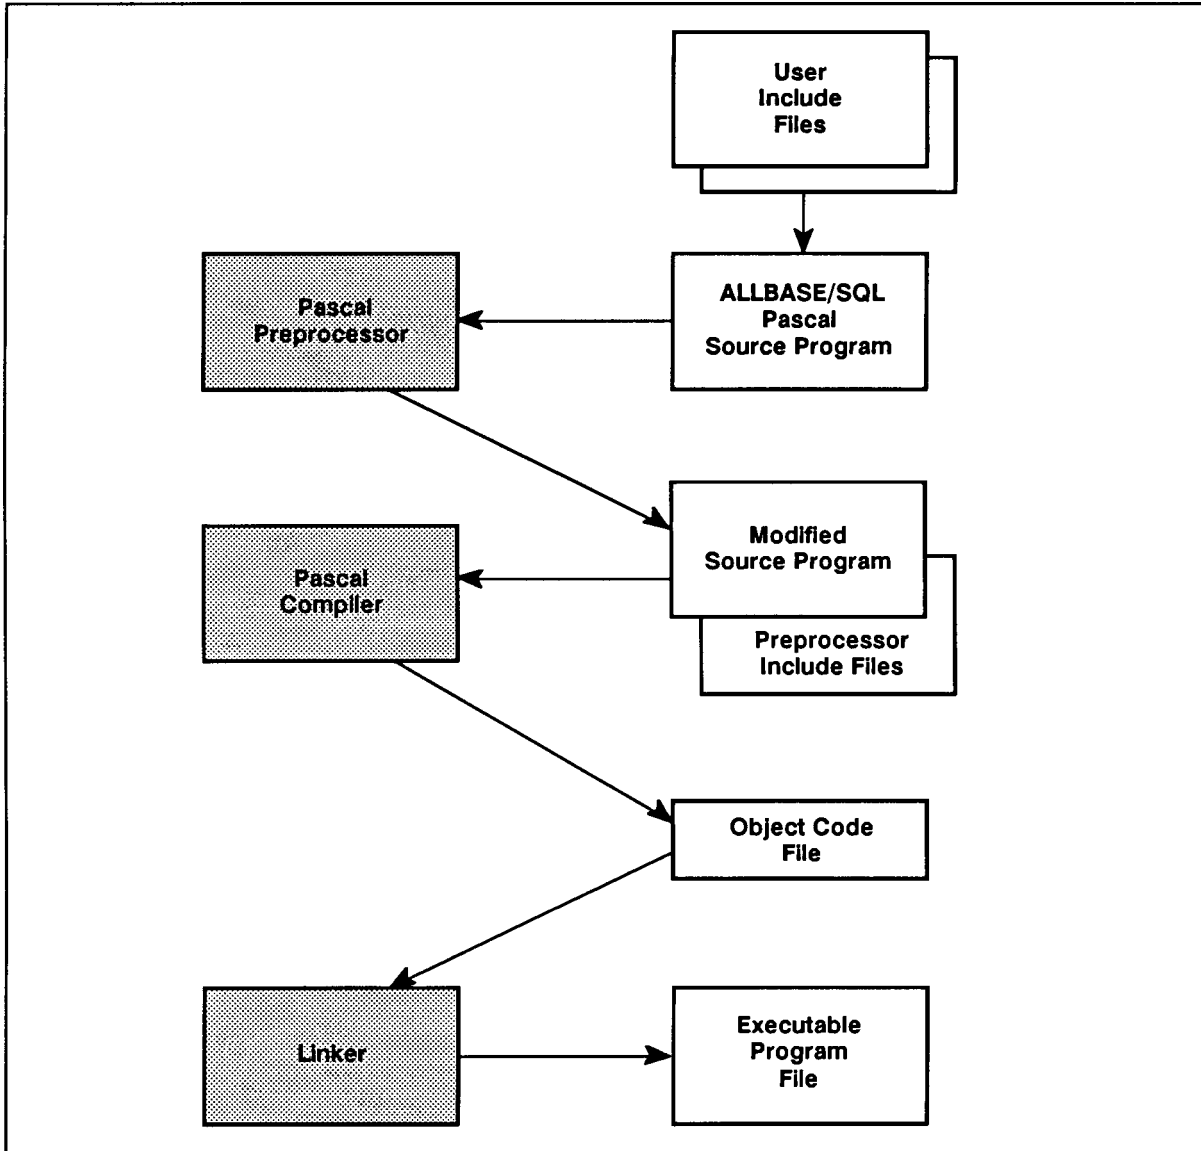 User
Include
Files
Pascal
Preprocessor
ALLBASE/SQL
Pascal
Source Program
Modified
Source Program
Pascal
Compiler
Preprocessor
Include Files
Object Code
File
Linker
Executable
Program
File